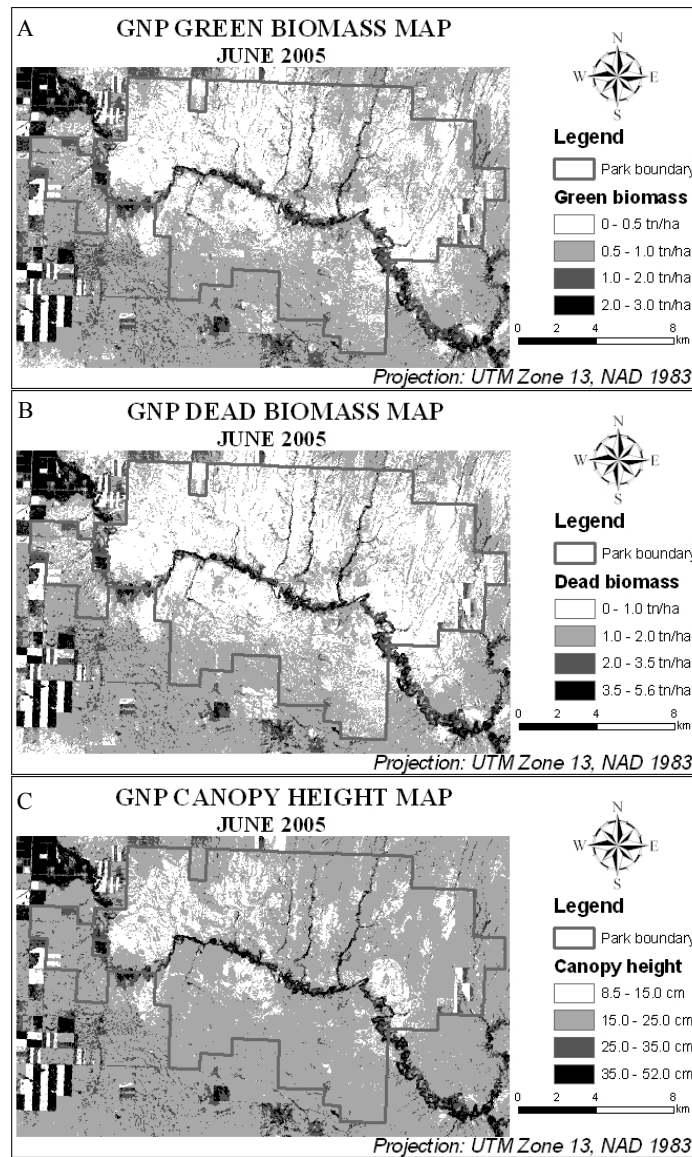 A
GNP GREEN BIOMASS MAP
JUNE 2005
N
W E
S
Legend
Park boundary
Green biomass
0 - 0.5 tn/ha
0.5 - 1.0 tn/ha
1.0 - 2.0 tn/ha
2.0 - 3.0 tn/ha
0 2 4 8
km
Projection: UTM Zone 13, NAD 1983
B
GNP DEAD BIOMASS MAP
JUNE 2005
N
W E
S
Legend
Park boundary
Dead biomass
0 - 1.0 tn/ha
1.0 - 2.0 tn/ha
2.0 - 3.5 tn/ha
3.5 - 5.6 tn/ha
0 2 4 8
km
Projection: UTM Zone 13, NAD 1983
C
GNP CANOPY HEIGHT MAP
JUNE 2005
N
W E
S
Legend
Park boundary
Canopy height
8.5 - 15.0 cm
15.0 - 25.0 cm
25.0 - 35.0 cm
35.0 - 52.0 cm
0 2 4 8
km
Projection: UTM Zone 13, NAD 1983